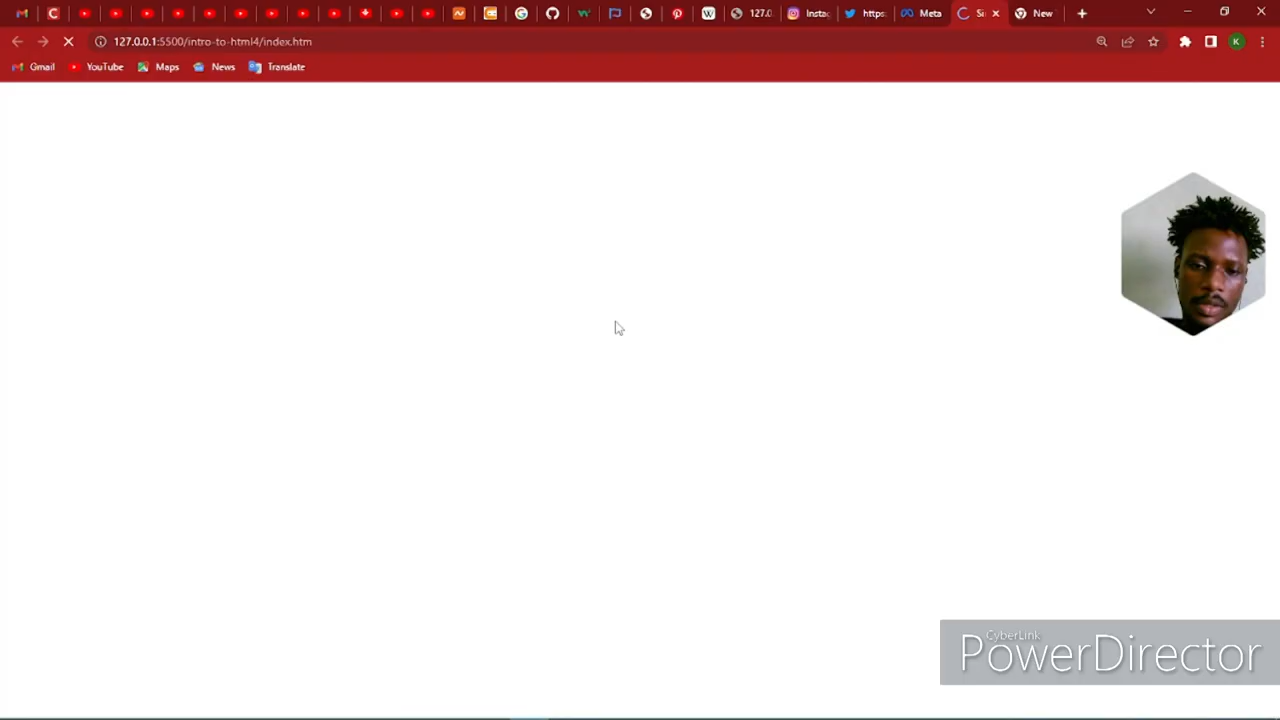 127.0
Insta
https:
Meta
Si
New
127.0.0.1:5500/intro-to-html4/index.htm
K
Gmail
YouTube
Maps
News
Translate
CyberLink
PowerDirector